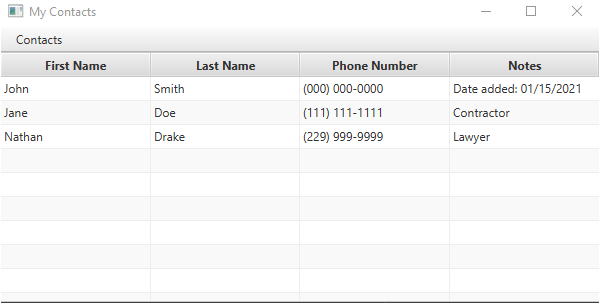 My Contacts
Contacts
First Name Last Name Phone Number Notes
John Smith (000) 000-0000 Date added: 01/15/2021
Jane Doe (111) 111-1111 Contractor
Nathan Drake (229) 999-9999 Lawyer